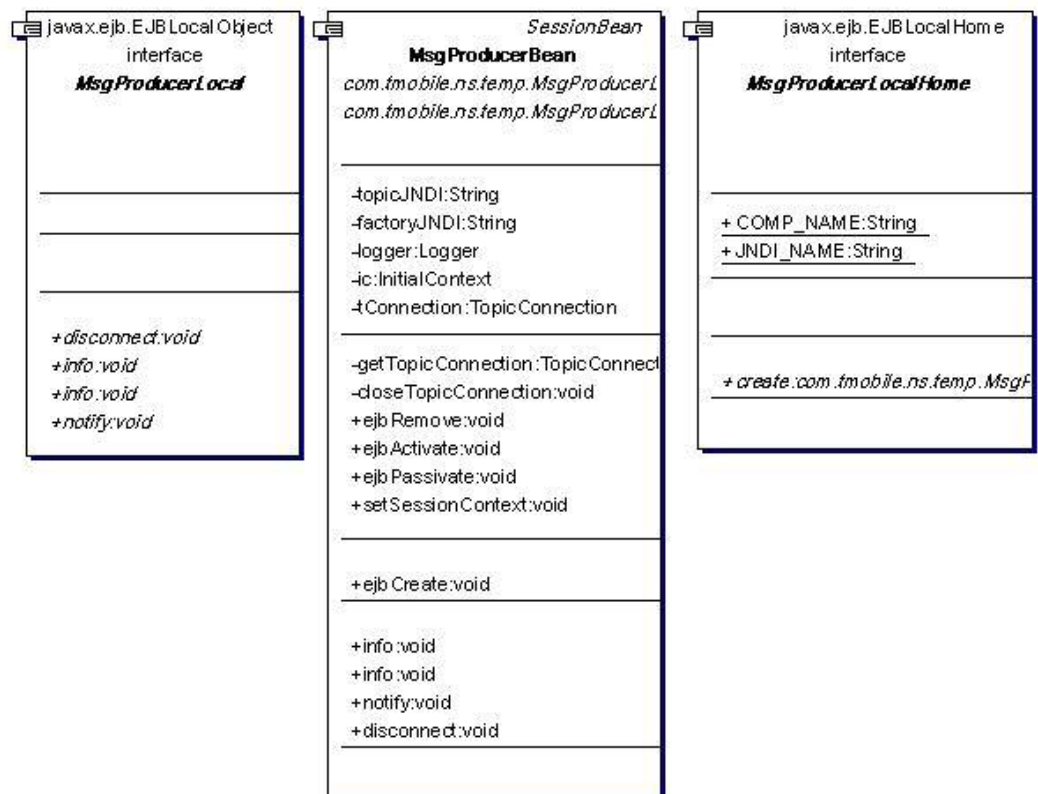 javax.ejb.EJBLocalObject
interface
MsgProducerLocal
+disconnect:void
+info:void
+info:void
+notify:void
SessionBean
MsgProducerBean
com.tmobile.ns.temp.MsgProducerL
com.tmobile.ns.temp.MsgProducerL
-topicJNDI:String
-factoryJNDI:String
-logger:Logger
-ic:InitialContext
-tConnection:TopicConnection
-getTopicConnection:TopicConnect
-closeTopicConnection:void
+ejbRemove:void
+ejbActivate:void
+ejbPassivate:void
+setSessionContext:void
+ejbCreate:void
+info:void
+info:void
+notify:void
+disconnect:void
javax.ejb.EJBLocalHome
interface
MsgProducerLocalHome
+ COMP_NAME:String
+ JNDI_NAME:String
+create:com.tmobile.ns.temp.MsgP